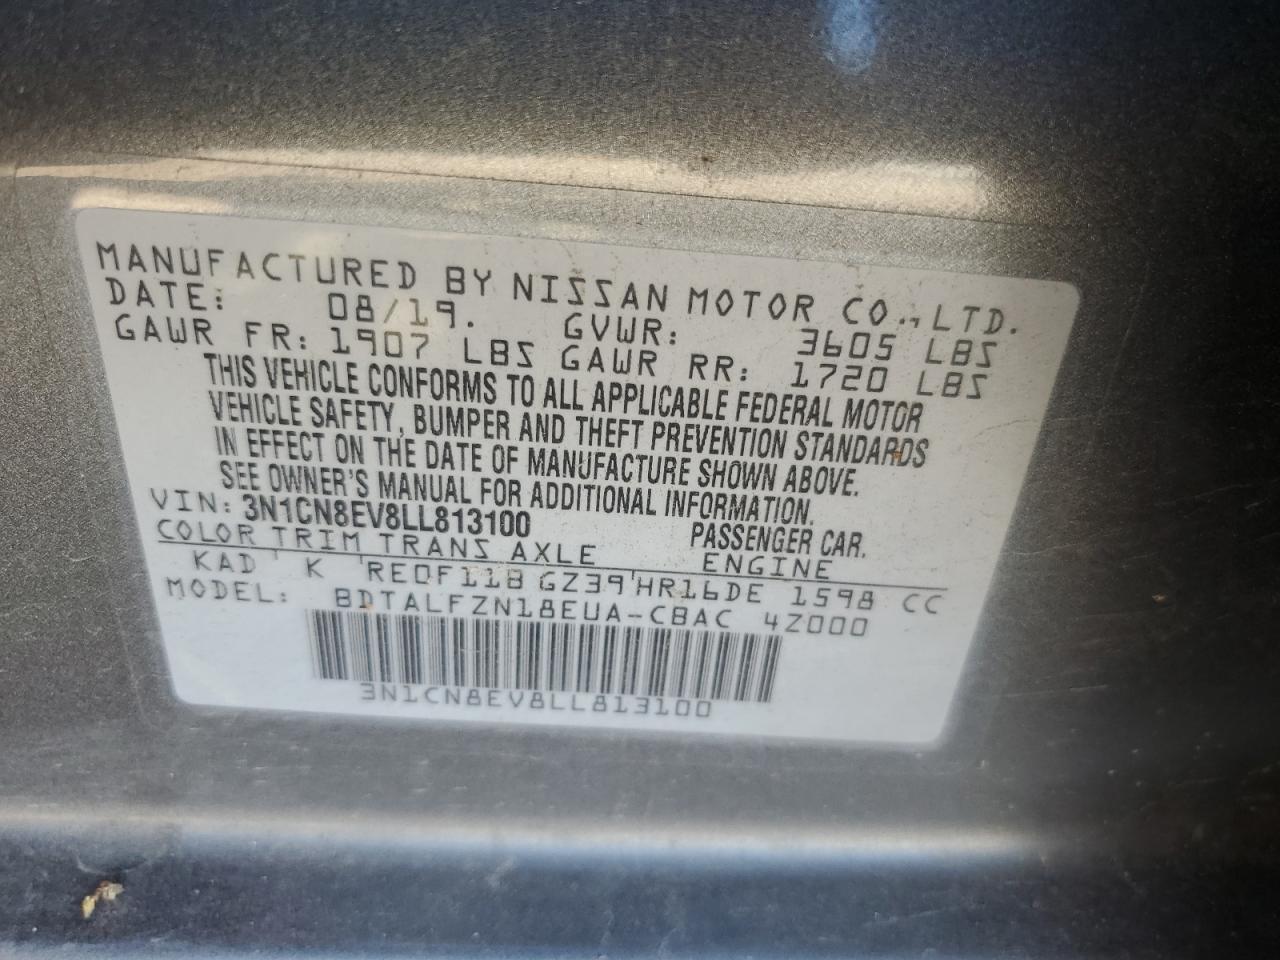 MANUFACTURED BY NISSAN MOTOR CO., LTD.
DATE: 08/19. GVWR: 3605 LBS
GAWR FR: 1907 LBS GAWR RR: 1720 LBS
THIS VEHICLE CONFORMS TO ALL APPLICABLE FEDERAL MOTOR
VEHICLE SAFETY, BUMPER AND THEFT PREVENTION STANDARDS
IN EFFECT ON THE DATE OF MANUFACTURE SHOWN ABOVE.
SEE OWNER'S MANUAL FOR ADDITIONAL INFORMATION.
VIN: 3N1CN8EV8LL813100 PASSENGER CAR.
COLOR TRIM TRANS AXLE ENGINE
KAD K RE0F11B GZ39 HR16DE 1598 CC
MODEL: BDTALFZN18EUA-CBAC 4Z000
3N1CN8EV8LL813100